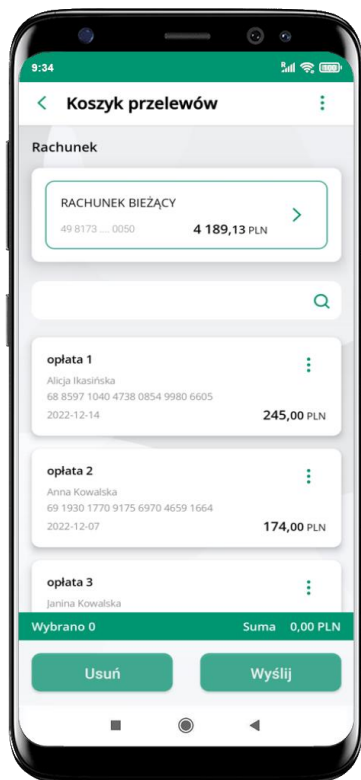 9:34
Koszyk przelewów
Rachunek
RACHUNEK BIEŻĄCY
49 8173 .... 0050 4 189,13 PLN
opłata 1
Alicja Ikasińska
68 8597 1040 4738 0854 9980 6605
2022-12-14 245,00 PLN
opłata 2
Anna Kowalska
69 1930 1770 9175 6970 4659 1664
2022-12-07 174,00 PLN
opłata 3
Janina Kowalska
Wybrano 0 Suma 0,00 PLN
Usuń Wyślij